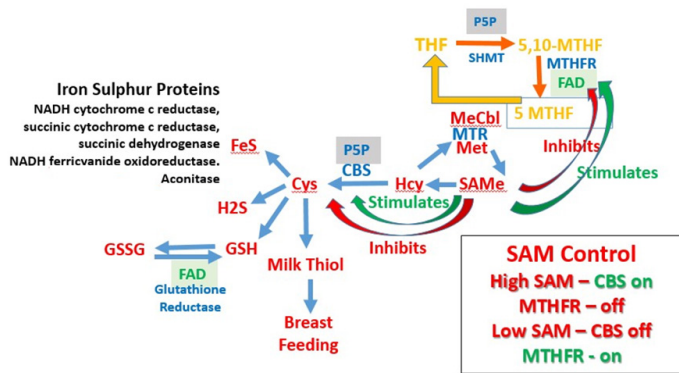 P5P
THF
5,10-MTHF
SHMT
MTHFR
FAD
5 MTHF
Iron Sulphur Proteins
NADH cytochrome c reductase,
succinic cytochrome c reductase,
succinic dehydrogenase
NADH ferricvanide oxidoreductase.
Aconitase
MeCbl
MTR
Met
Inhibits
Stimulates
FeS
P5P
CBS
Cys
Hcy
SAMe
Stimulates
H2S
Inhibits
GSSG
GSH
FAD
Glutathione
Reductase
Milk Thiol
Breast
Feeding
SAM Control
High SAM – CBS on
MTHFR – off
Low SAM – CBS off
MTHFR - on